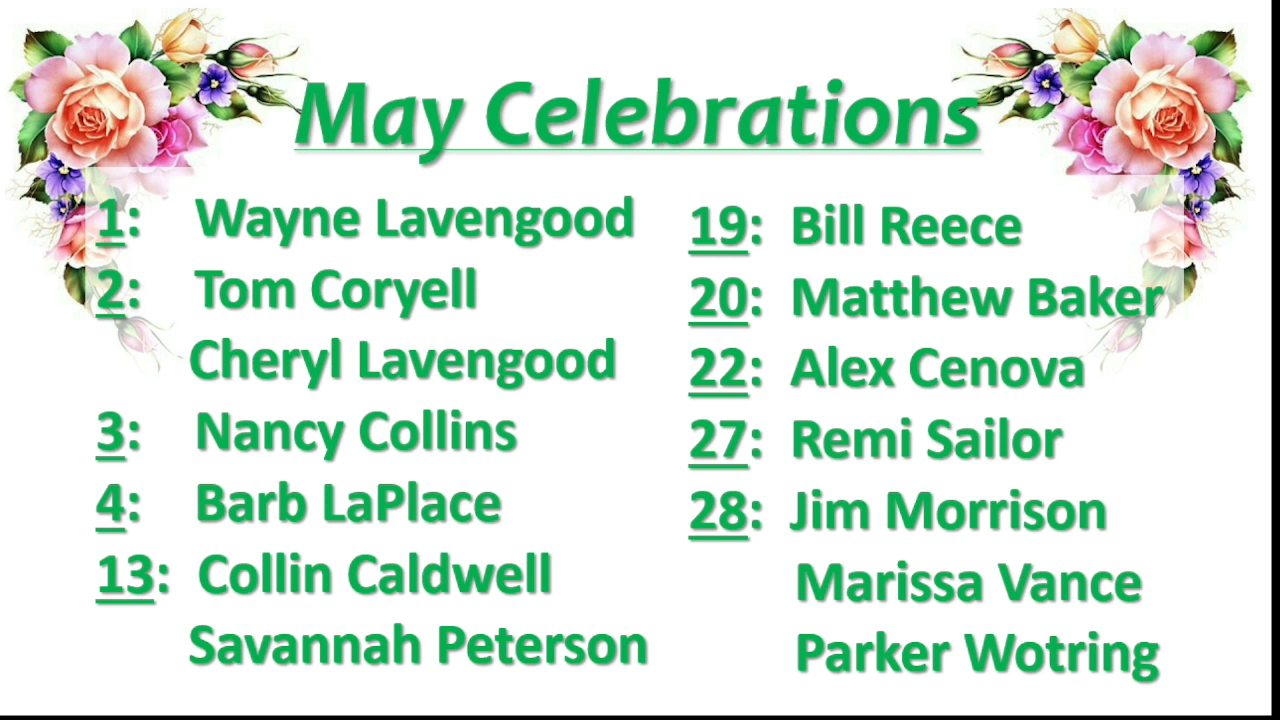 May Celebrations
1: Wayne Lavengood
2: Tom Coryell
Cheryl Lavengood
3: Nancy Collins
4: Barb LaPlace
13: Collin Caldwell
Savannah Peterson
19: Bill Reece
20: Matthew Baker
22: Alex Cenova
27: Remi Sailor
28: Jim Morrison
Marissa Vance
Parker Wotring